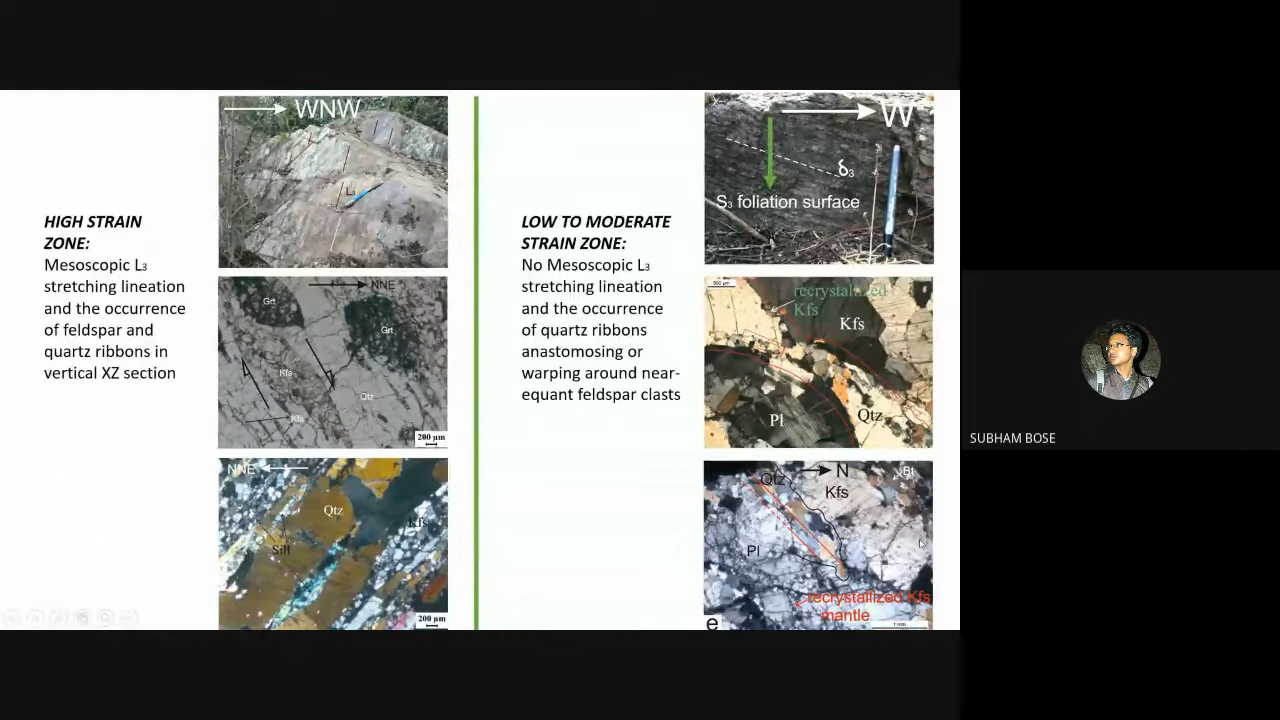 HIGH STRAIN
ZONE:
Mesoscopic L3
stretching lineation
and the occurrence
of feldspar and
quartz ribbons in
vertical XZ section
WNW
L3
NNE
Grt
Grt
Kfs
Qtz
Kfs
200 µm
NNE
Qtz
Kfs
Sill
200 µm
LOW TO MODERATE
STRAIN ZONE:
No Mesoscopic L3
stretching lineation
and the occurrence
of quartz ribbons
anastomosing or
warping around near-
equant feldspar clasts
W
δ3
S3 foliation surface
recrystallized
Kfs
Kfs
Pl
Qtz
Qtz
N
Bt
Kfs
Pl
recrystallized Kfs
mantle
e
1 mm
SUBHAM BOSE